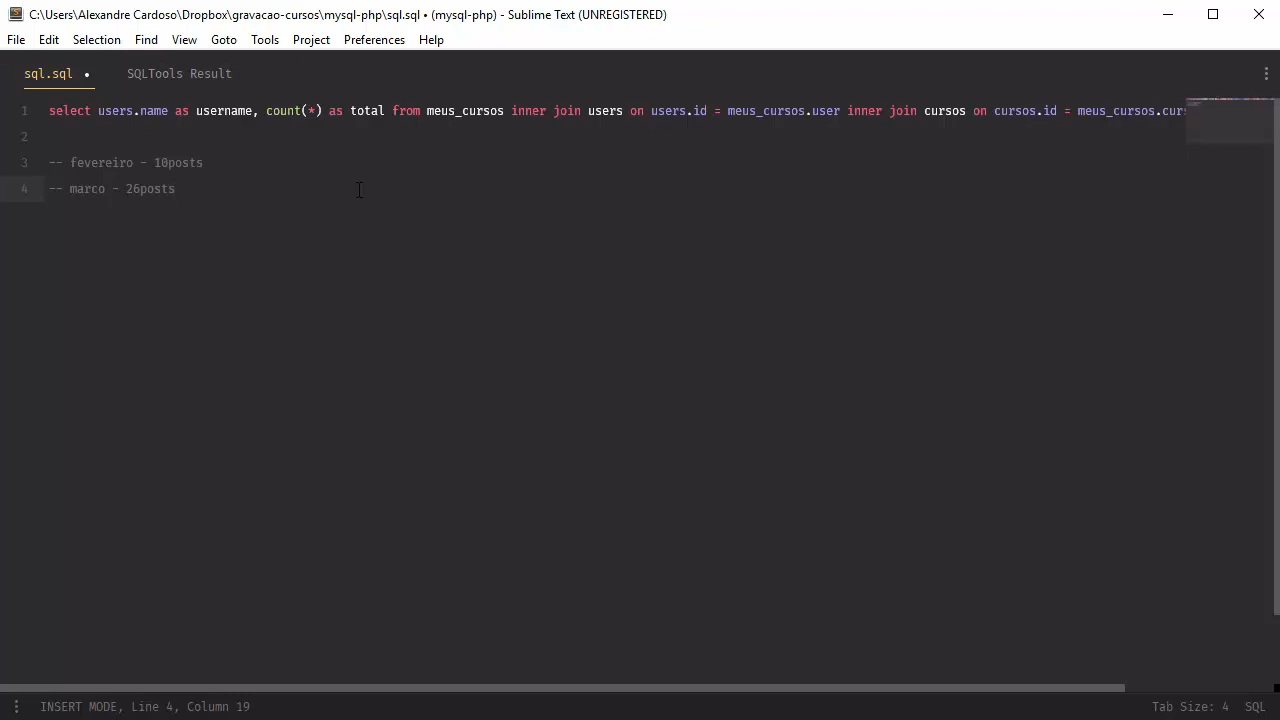 C:\Users\Alexandre Cardoso\Dropbox\gravacao-cursos\mysql-php\sql.sql • (mysql-php) - Sublime Text (UNREGISTERED)
File Edit Selection Find View Goto Tools Project Preferences Help
sql.sql • SQLTools Result
1 select users.name as username, count(*) as total from meus_cursos inner join users on users.id = meus_cursos.user inner join cursos on cursos.id = meus_cursos.curs
2
3 -- fevereiro - 10posts
4 -- marco - 26posts
INSERT MODE, Line 4, Column 19 Tab Size: 4 SQL